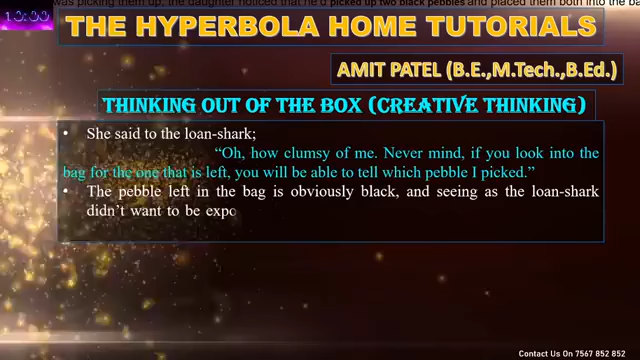 was picking them up, the daughter noticed that he'd picked up two black pebbles and placed them both into the ba
10:00
THE HYPERBOLA HOME TUTORIALS
AMIT PATEL (B.E.,M.Tech.,B.Ed.)
THINKING OUT OF THE BOX (CREATIVE THINKING)
• She said to the loan-shark;
“Oh, how clumsy of me. Never mind, if you look into the
bag for the one that is left, you will be able to tell which pebble I picked.”
• The pebble left in the bag is obviously black, and seeing as the loan-shark
didn’t want to be expo
Contact Us On 7567 852 852